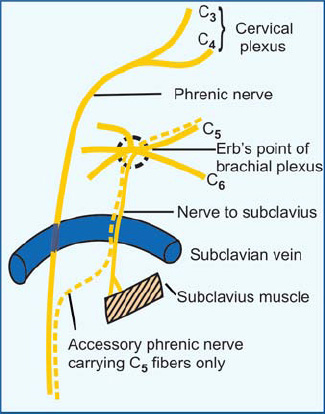 C3
C4
Cervical
plexus
Phrenic nerve
C5
Erb's point of
brachial plexus
C6
Nerve to subclavius
Subclavian vein
Subclavius muscle
Accessory phrenic nerve
carrying C5 fibers only